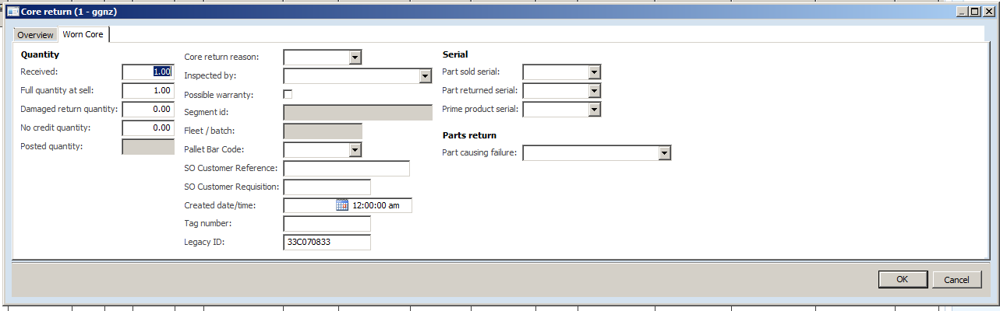 Core return (1 - ggnz)
Overview
Worn Core
Quantity
Received: 1.00
Full quantity at sell: 1.00
Damaged return quantity: 0.00
No credit quantity: 0.00
Posted quantity:
Core return reason:
Inspected by:
Possible warranty:
Segment id:
Fleet / batch:
Pallet Bar Code:
SO Customer Reference:
SO Customer Requisition:
Created date/time: 12:00:00 am
Tag number:
Legacy ID: 33C070833
Serial
Part sold serial:
Part returned serial:
Prime product serial:
Parts return
Part causing failure:
OK
Cancel